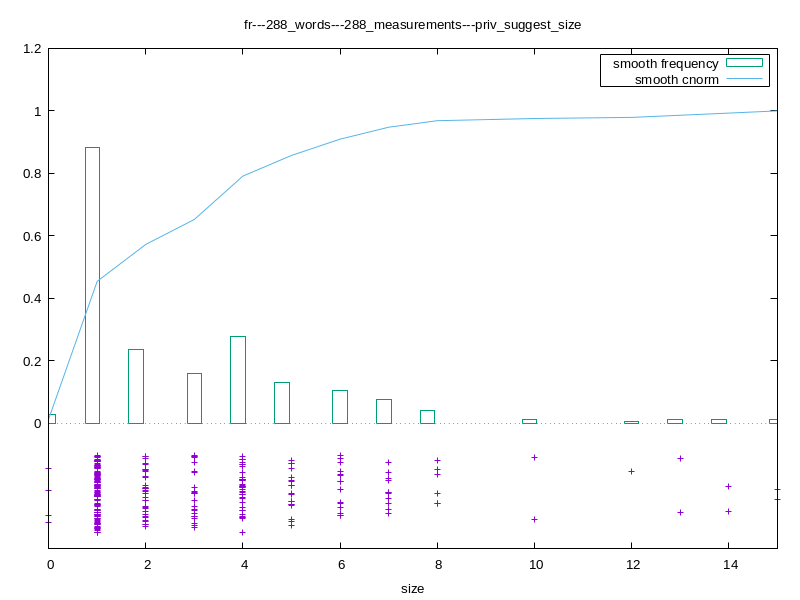 fr---288_words---288_measurements---priv_suggest_size
1.2
smooth frequency
smooth cnorm
1
0.8
0.6
0.4
0.2
0
0 2 4 6 8 10 12 14
size